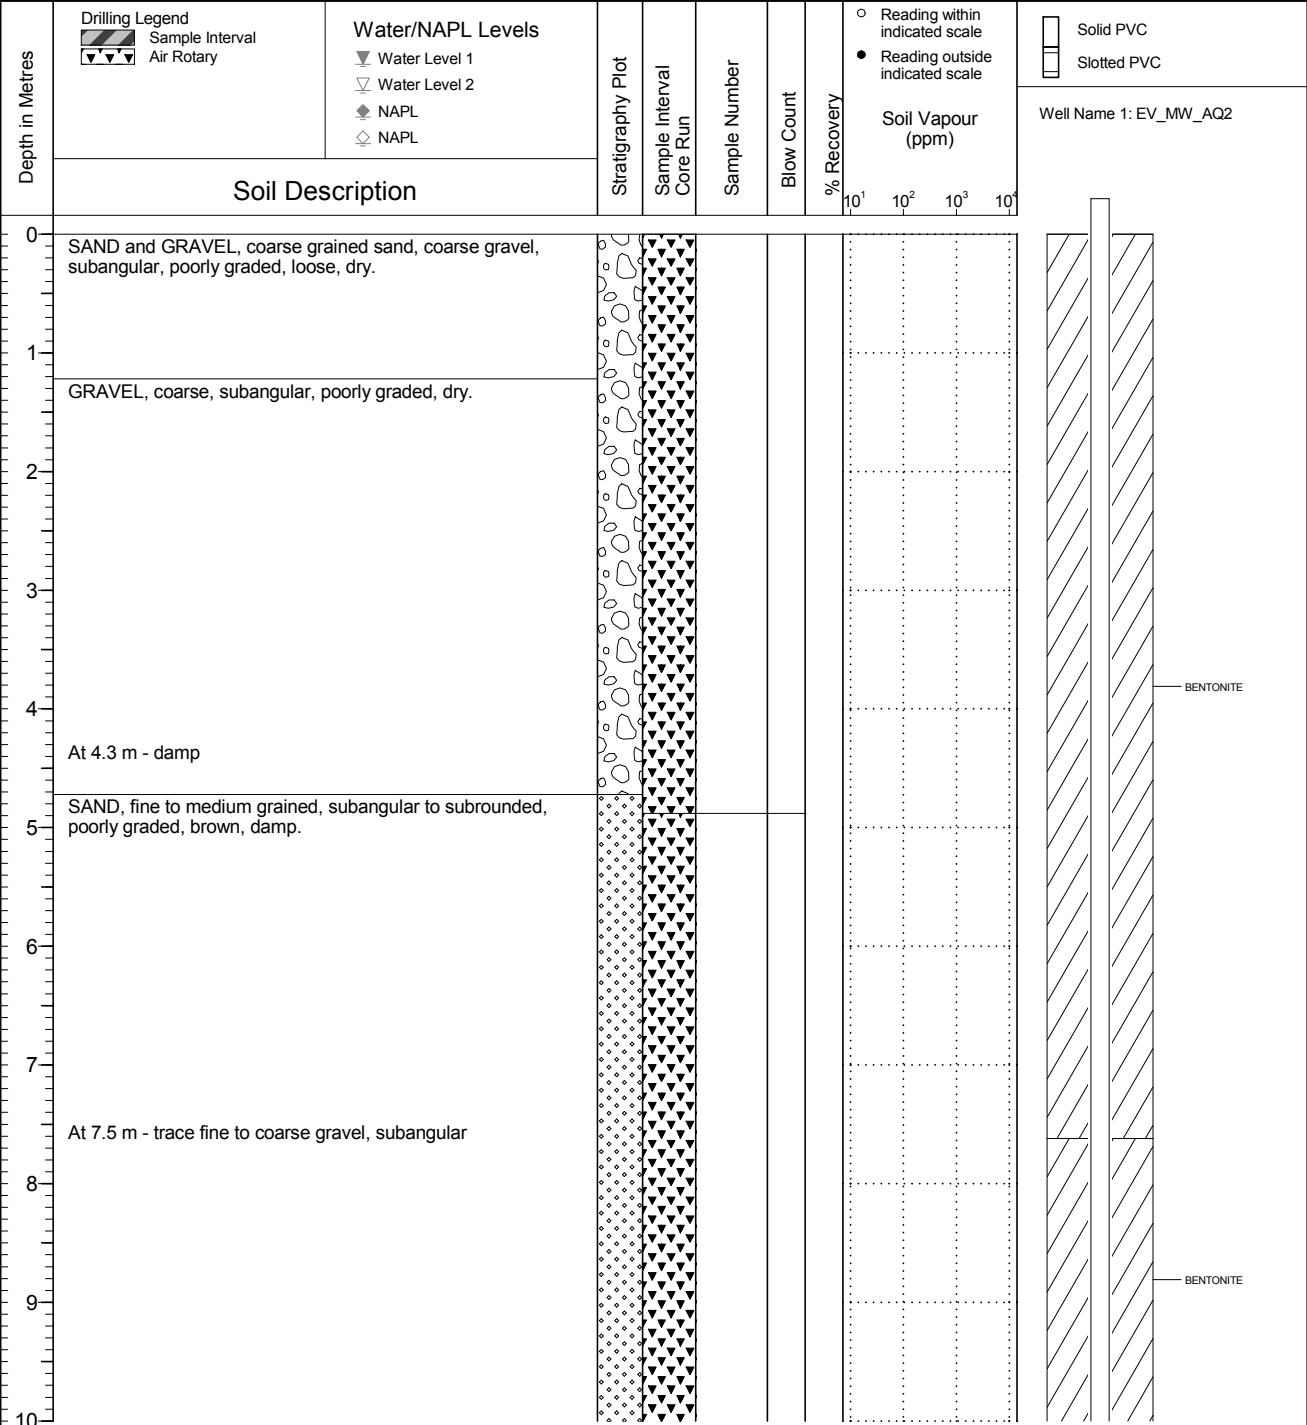 Depth in Metres
Drilling Legend
Sample Interval
Air Rotary
Water/NAPL Levels
Water Level 1
Water Level 2
NAPL
NAPL
Soil Description
Stratigraphy Plot
Sample Interval
Core Run
Sample Number
Blow Count
% Recovery
Reading within
indicated scale
Reading outside
indicated scale
Soil Vapour
(ppm)
10¹ 10² 10³ 10⁴
Solid PVC
Slotted PVC
Well Name 1: EV_MW_AQ2
0
SAND and GRAVEL, coarse grained sand, coarse gravel,
subangular, poorly graded, loose, dry.
1
GRAVEL, coarse, subangular, poorly graded, dry.
2
3
BENTONITE
4
At 4.3 m - damp
SAND, fine to medium grained, subangular to subrounded,
poorly graded, brown, damp.
5
6
7
At 7.5 m - trace fine to coarse gravel, subangular
8
BENTONITE
9
10